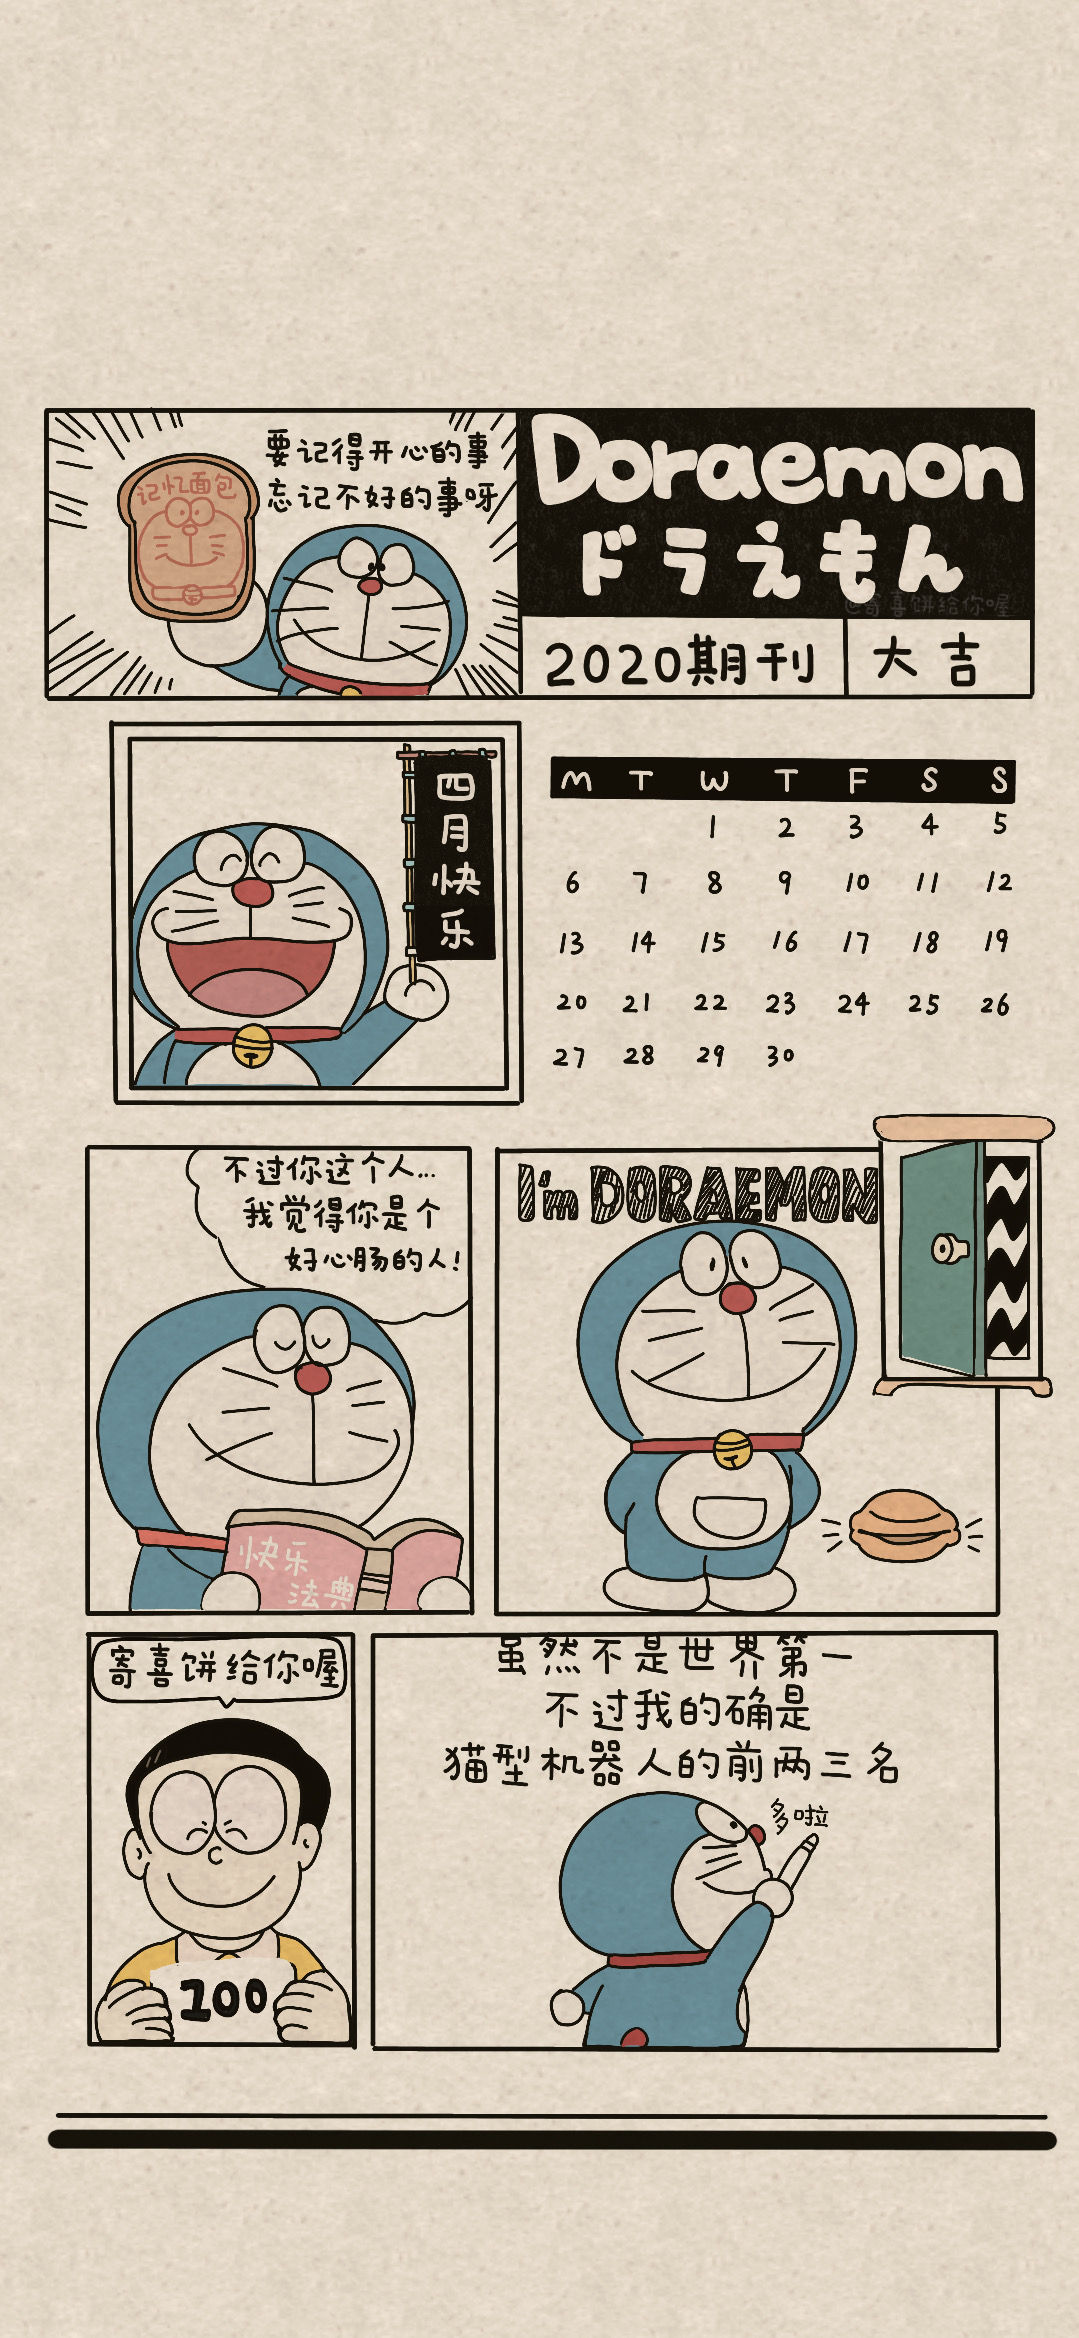 要记得开心的事
忘记不好的事呀
记忆面包
Doraemon
ドラえもん
@寄喜饼给你喔
2020期刊
大吉
四月快乐
M T W T F S S
1 2 3 4 5
6 7 8 9 10 11 12
13 14 15 16 17 18 19
20 21 22 23 24 25 26
27 28 29 30
不过你这个人...
我觉得你是个
好心肠的人!
快乐
法典
I'm DORAEMON
寄喜饼给你喔
100
虽然不是世界第一
不过我的确是
猫型机器人的前两三名
多啦